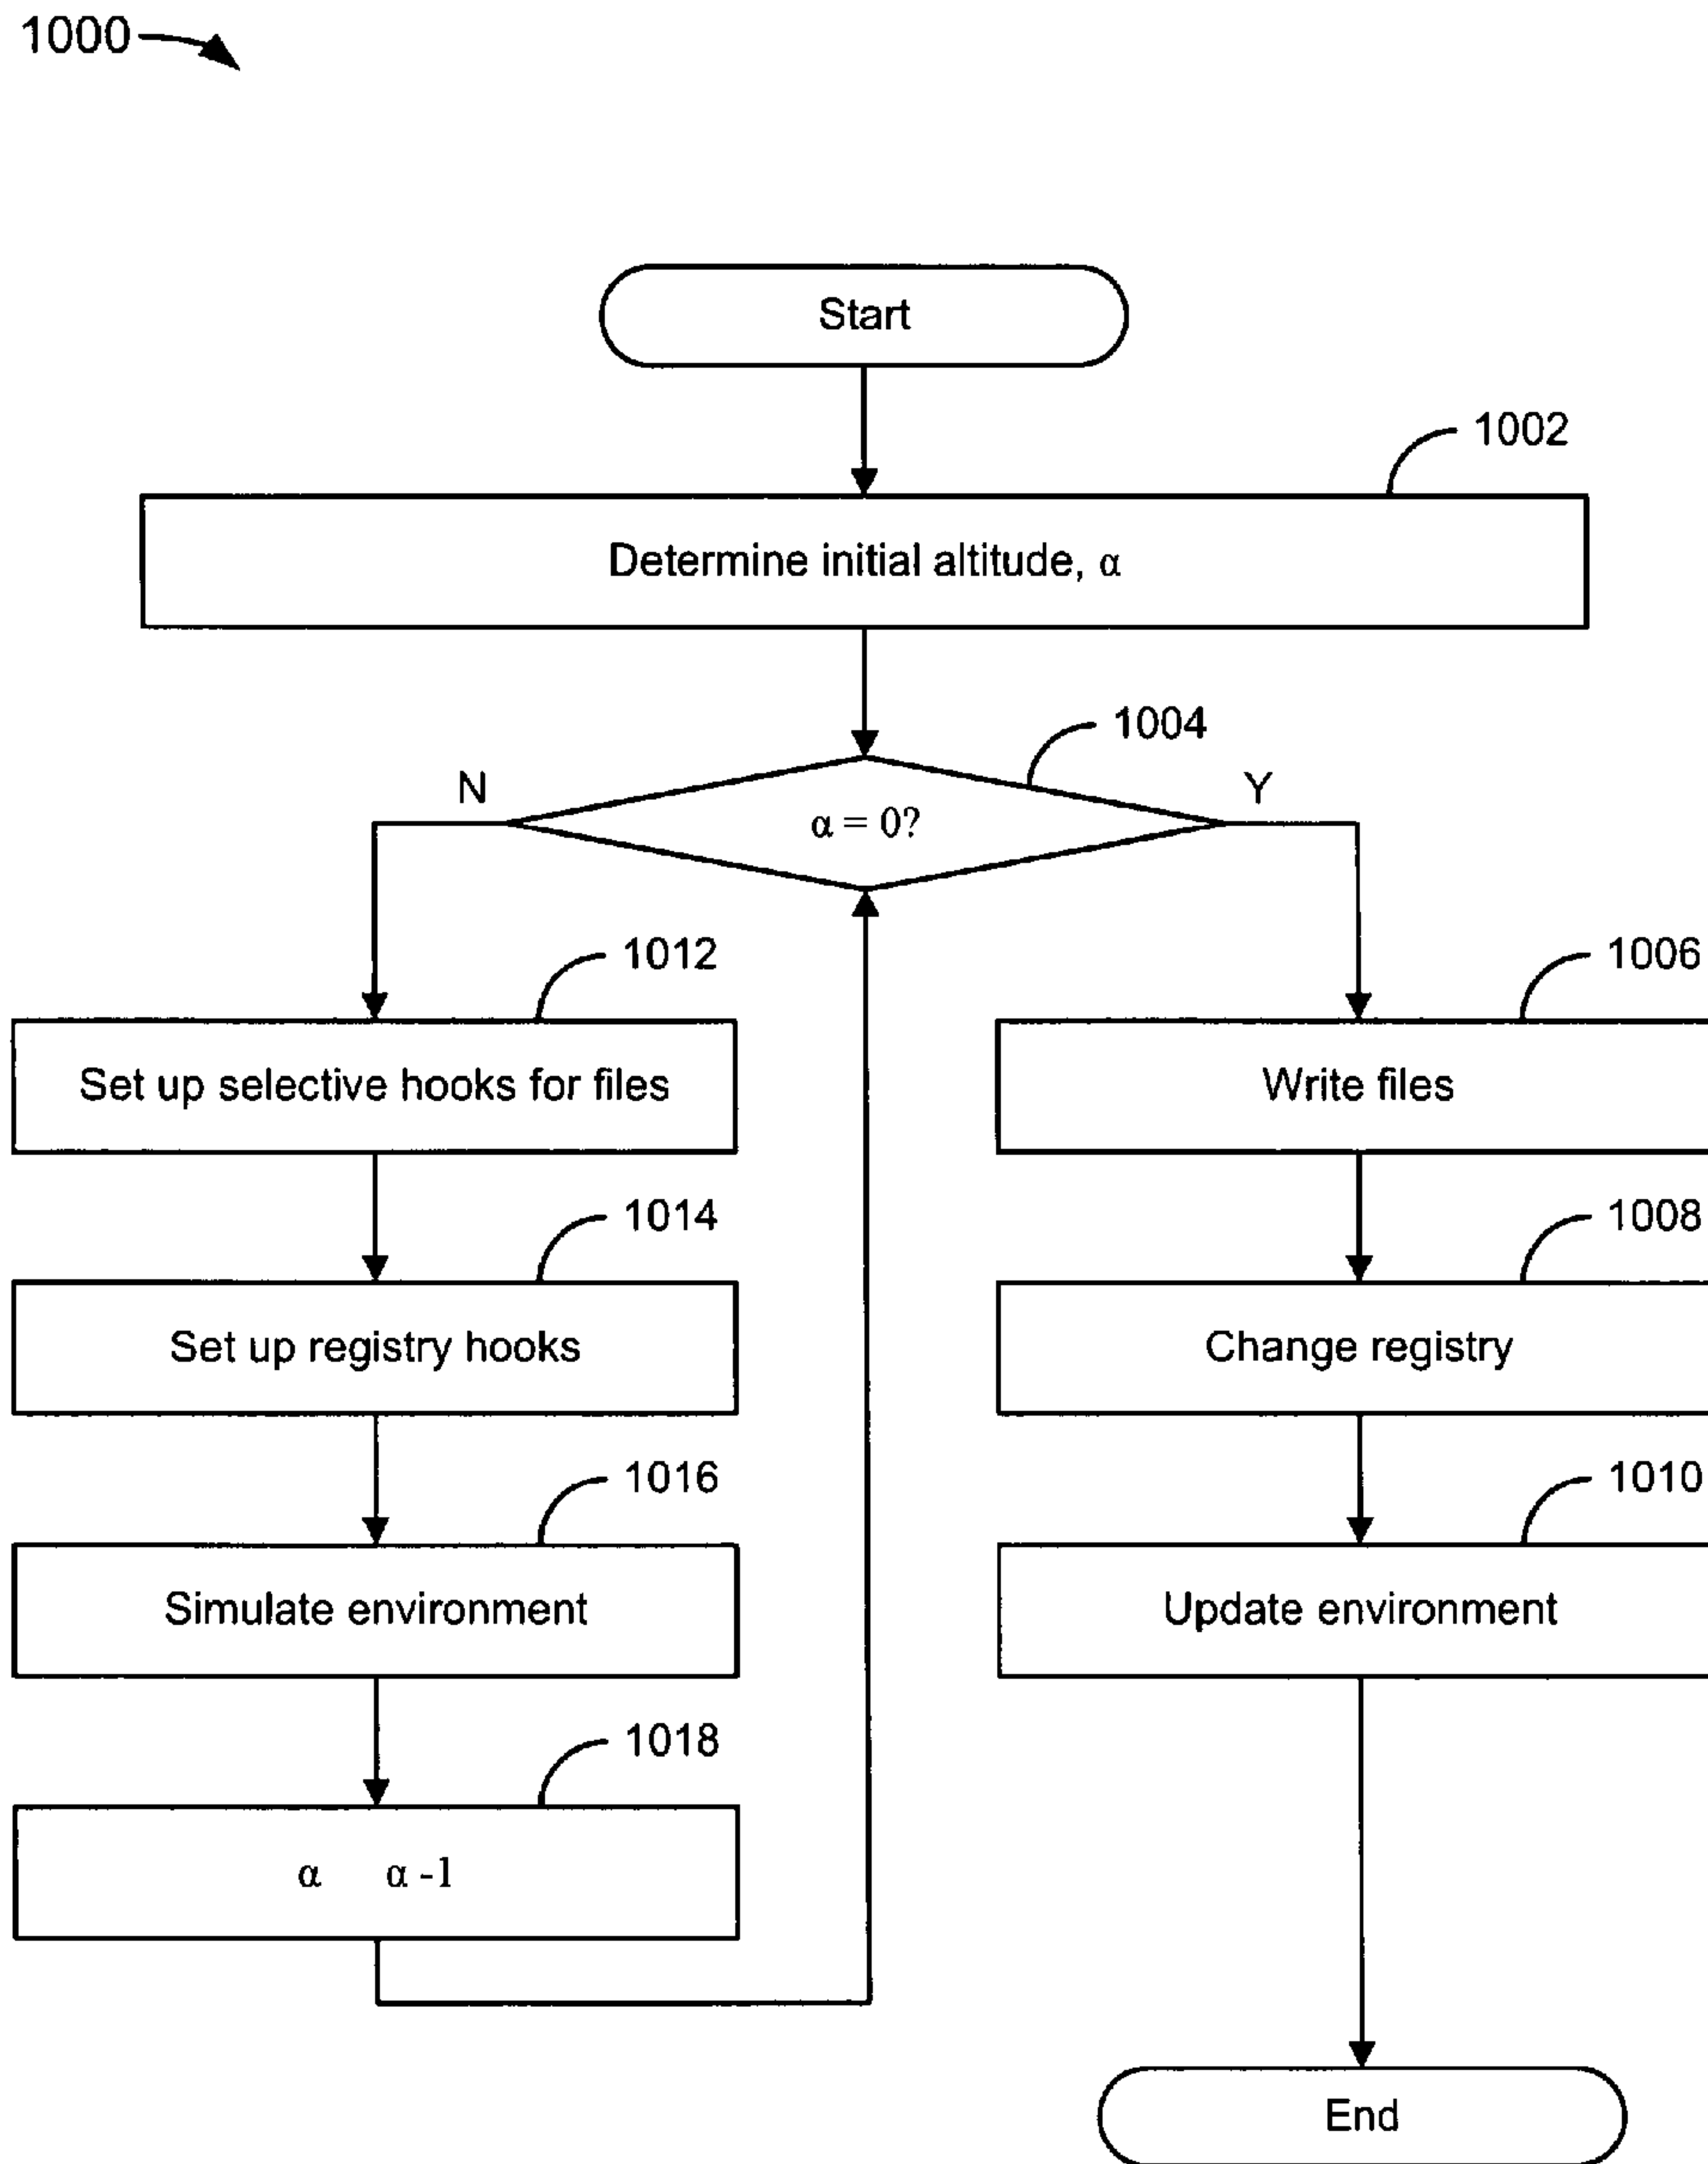 1000
Start
1002
Determine initial altitude, α
1004
N
Y
α = 0?
1012
1006
Set up selective hooks for files
Write files
1014
1008
Set up registry hooks
Change registry
1016
1010
Simulate environment
Update environment
1018
α α -1
End